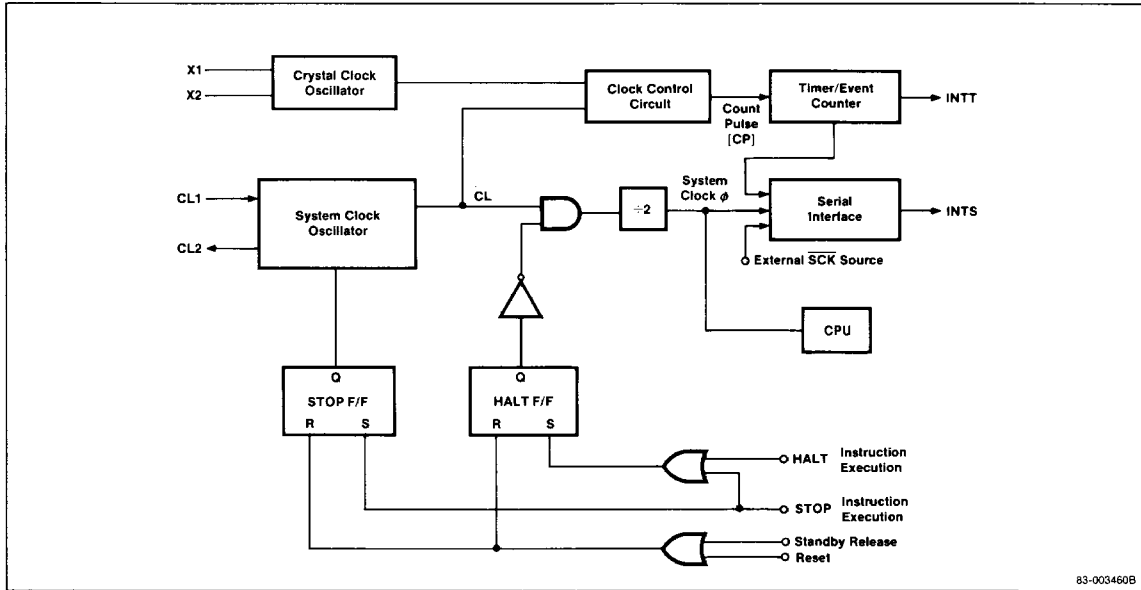 X1
X2
Crystal Clock
Oscillator
Clock Control
Circuit
Count
Pulse
[CP]
Timer/Event
Counter
INTT
CL1
CL2
System Clock
Oscillator
CL
÷2
System
Clock ϕ
Serial
Interface
INTS
External S̅C̅K̅ Source
CPU
Q
STOP F/F
R S
Q
HALT F/F
R S
HALT Instruction
Execution
STOP Instruction
Execution
Standby Release
Reset
83-003460B